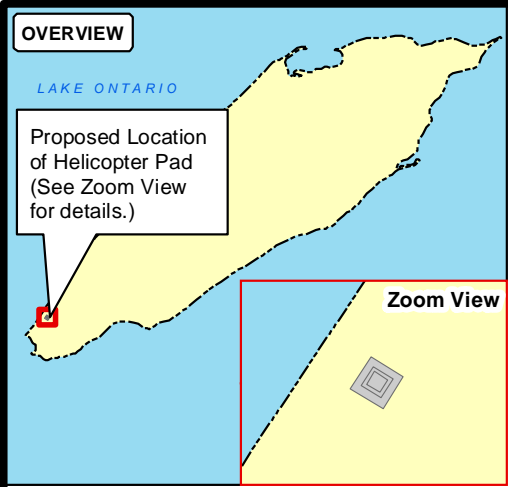 OVERVIEW
LAKE ONTARIO
Proposed Location
of Helicopter Pad
(See Zoom View
for details.)
Zoom View